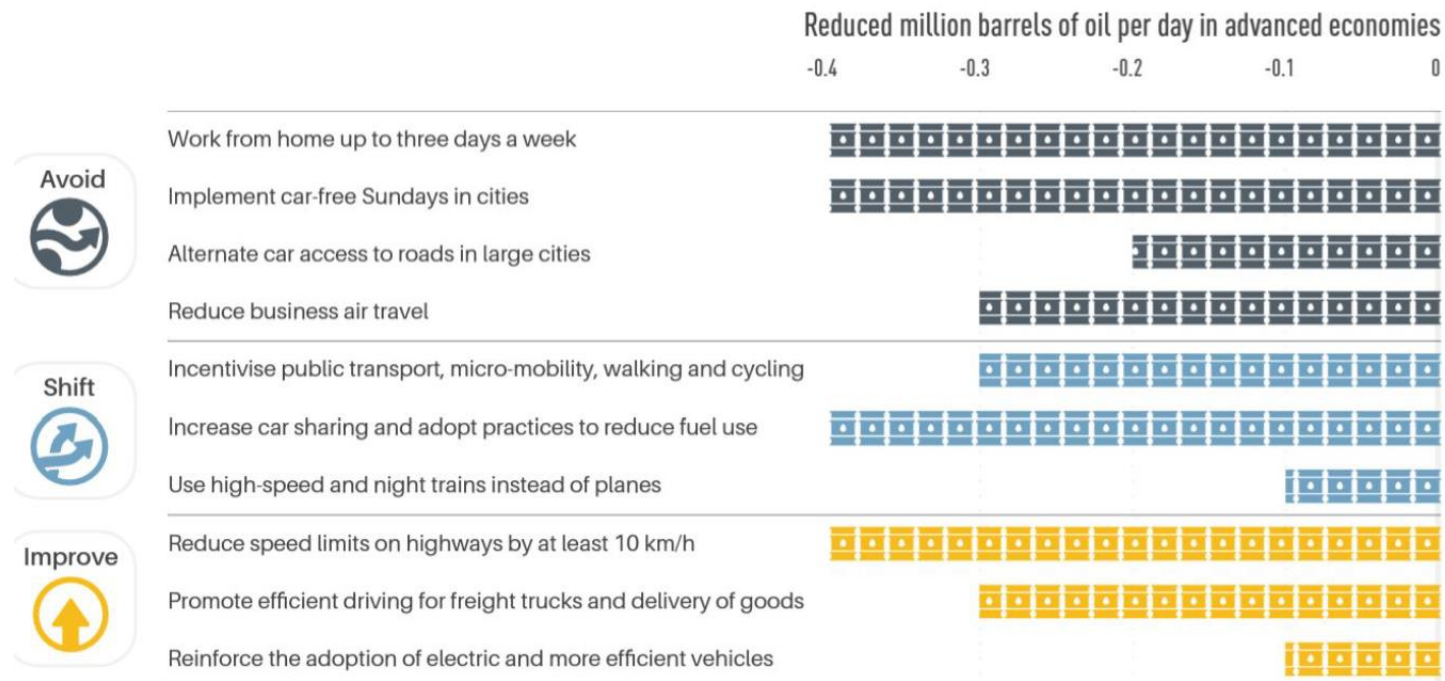 Reduced million barrels of oil per day in advanced economies
-0.4 -0.3 -0.2 -0.1 0
Avoid
Work from home up to three days a week
Implement car-free Sundays in cities
Alternate car access to roads in large cities
Reduce business air travel
Shift
Incentivise public transport, micro-mobility, walking and cycling
Increase car sharing and adopt practices to reduce fuel use
Use high-speed and night trains instead of planes
Improve
Reduce speed limits on highways by at least 10 km/h
Promote efficient driving for freight trucks and delivery of goods
Reinforce the adoption of electric and more efficient vehicles